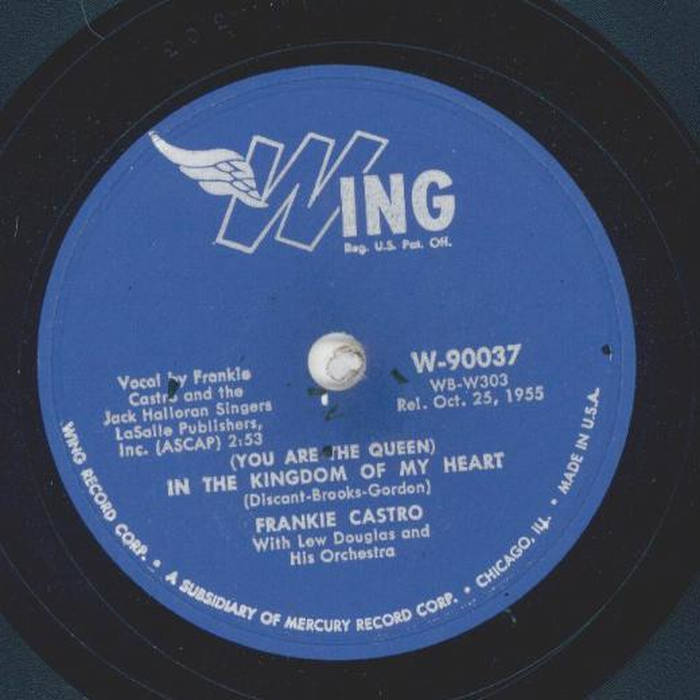 WING
Reg. U.S. Pat. Off.
W-90037
WB-W303
Rel. Oct. 25, 1955
Vocal by Frankie
Castro and the
Jack Halloran Singers
LaSalle Publishers,
Inc. (ASCAP) 2:53
(YOU ARE THE QUEEN)
IN THE KINGDOM OF MY HEART
(Discant-Brooks-Gordon)
FRANKIE CASTRO
With Lew Douglas and
His Orchestra
WING RECORD CORP. • A SUBSIDIARY OF MERCURY RECORD CORP. • CHICAGO, ILL. • MADE IN U.S.A.